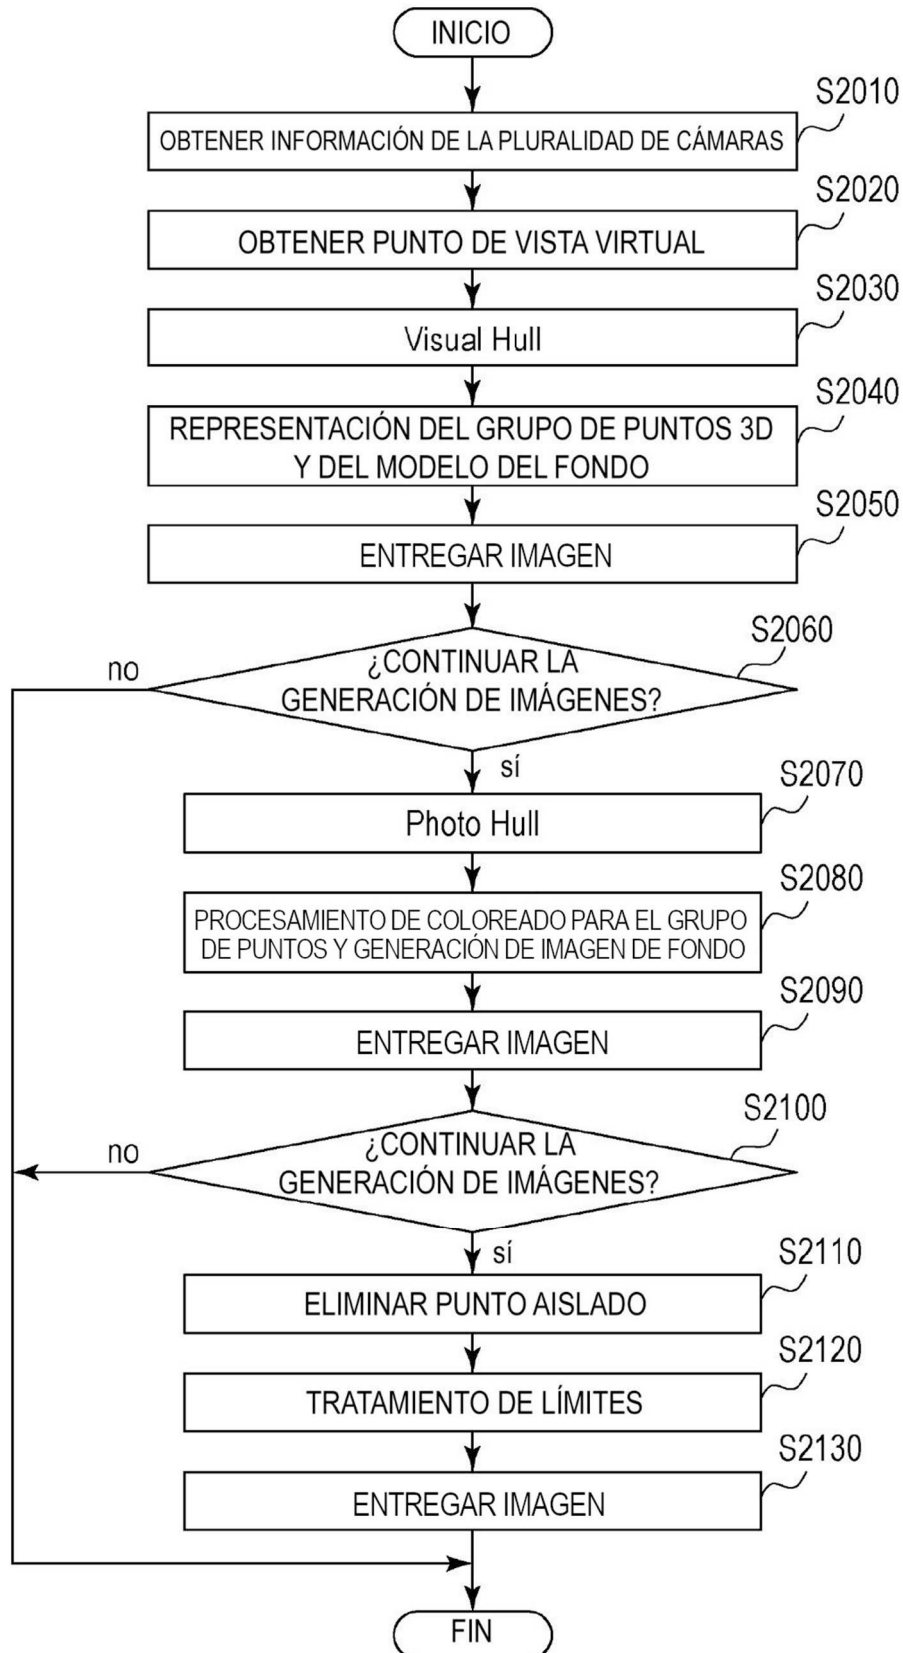 INICIO
S2010
OBTENER INFORMACIÓN DE LA PLURALIDAD DE CÁMARAS
S2020
OBTENER PUNTO DE VISTA VIRTUAL
S2030
Visual Hull
S2040
REPRESENTACIÓN DEL GRUPO DE PUNTOS 3D
Y DEL MODELO DEL FONDO
S2050
ENTREGAR IMAGEN
S2060
no
¿CONTINUAR LA
GENERACIÓN DE IMÁGENES?
sí
S2070
Photo Hull
S2080
PROCESAMIENTO DE COLOREADO PARA EL GRUPO
DE PUNTOS Y GENERACIÓN DE IMAGEN DE FONDO
S2090
ENTREGAR IMAGEN
S2100
no
¿CONTINUAR LA
GENERACIÓN DE IMÁGENES?
sí
S2110
ELIMINAR PUNTO AISLADO
S2120
TRATAMIENTO DE LÍMITES
S2130
ENTREGAR IMAGEN
FIN